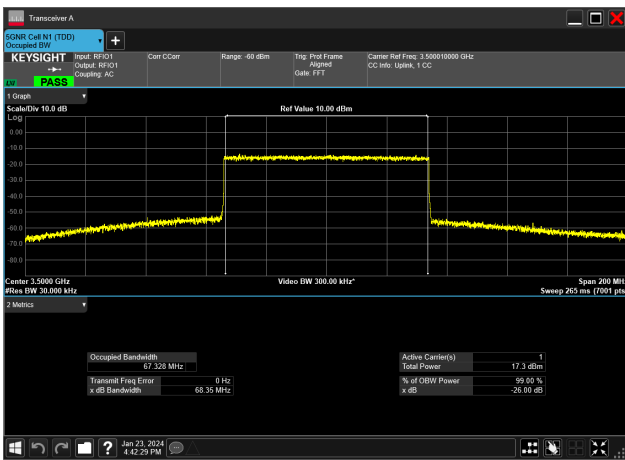 Transceiver A
5GNR Cell N1 (TDD)
Occupied BW
KEYSIGHT
Input: RFIO1
Output: RFIO1
Coupling: AC
Corr CCorr
Range: -60 dBm
Trig: Prot Frame
Aligned
Gate: FFT
Carrier Ref Freq: 3.500010000 GHz
CC Info: Uplink, 1 CC
PASS
1 Graph
Scale/Div 10.0 dB
Ref Value 10.00 dBm
Log
0.00
-10.0
-20.0
-30.0
-40.0
-50.0
-60.0
-70.0
-80.0
Center 3.5000 GHz
Video BW 300.00 kHz*
Span 200 MHz
#Res BW 30.000 kHz
Sweep 265 ms (7001 pts
2 Metrics
Occupied Bandwidth
67.328 MHz
Active Carrier(s) 1
Total Power 17.3 dBm
Transmit Freq Error 0 Hz
x dB Bandwidth 68.35 MHz
% of OBW Power 99.00 %
x dB -26.00 dB
Jan 23, 2024
4:42:29 PM